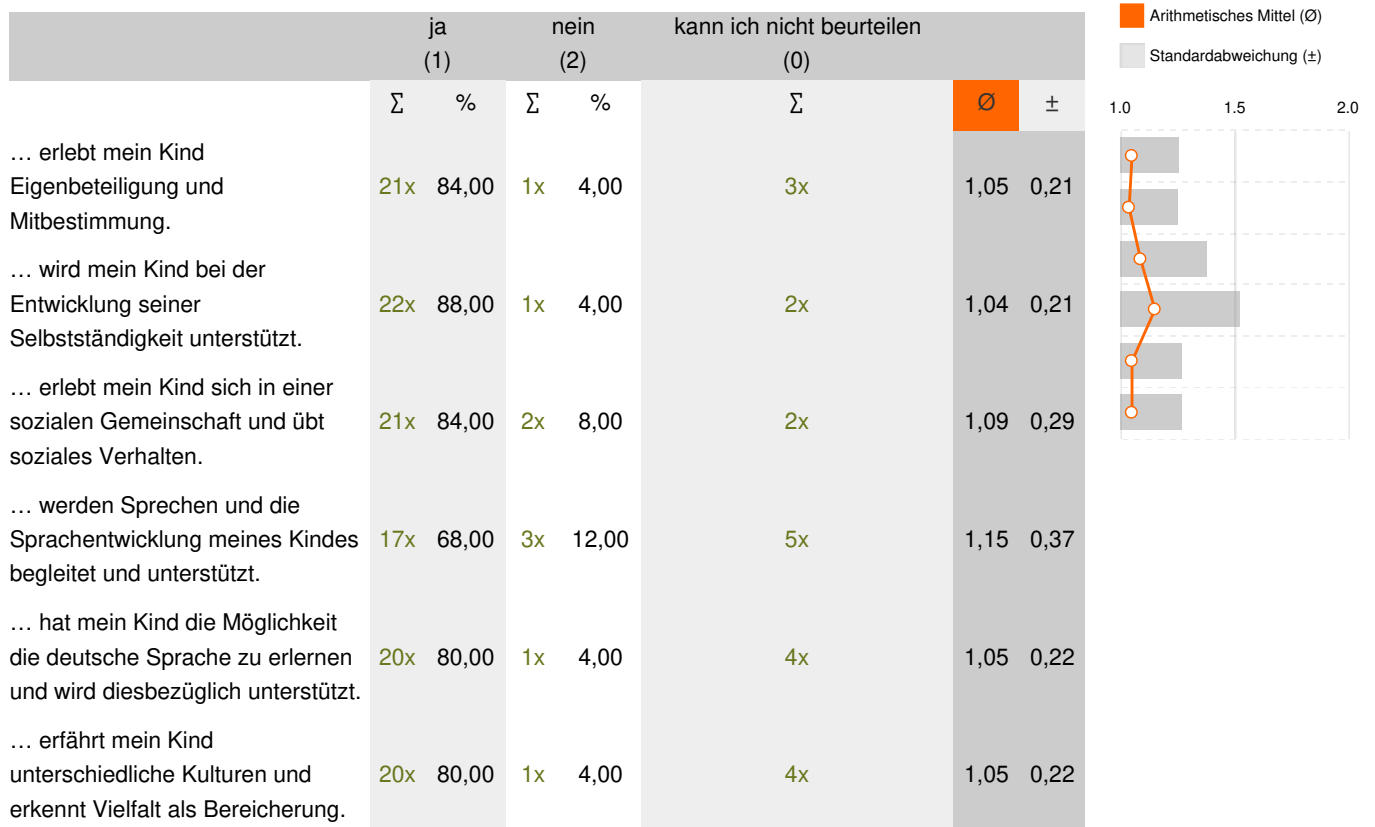 ja nein kann ich nicht beurteilen
(1) (2) (0)
Σ % Σ % Σ Ø ±
… erlebt mein Kind
Eigenbeteiligung und 21x 84,00 1x 4,00 3x 1,05 0,21
Mitbestimmung.
… wird mein Kind bei der
Entwicklung seiner 22x 88,00 1x 4,00 2x 1,04 0,21
Selbstständigkeit unterstützt.
… erlebt mein Kind sich in einer
sozialen Gemeinschaft und übt 21x 84,00 2x 8,00 2x 1,09 0,29
soziales Verhalten.
… werden Sprechen und die
Sprachentwicklung meines Kindes 17x 68,00 3x 12,00 5x 1,15 0,37
begleitet und unterstützt.
… hat mein Kind die Möglichkeit
die deutsche Sprache zu erlernen 20x 80,00 1x 4,00 4x 1,05 0,22
und wird diesbezüglich unterstützt.
… erfährt mein Kind
unterschiedliche Kulturen und 20x 80,00 1x 4,00 4x 1,05 0,22
erkennt Vielfalt als Bereicherung.
Arithmetisches Mittel (Ø)
Standardabweichung (±)
1.0 1.5 2.0